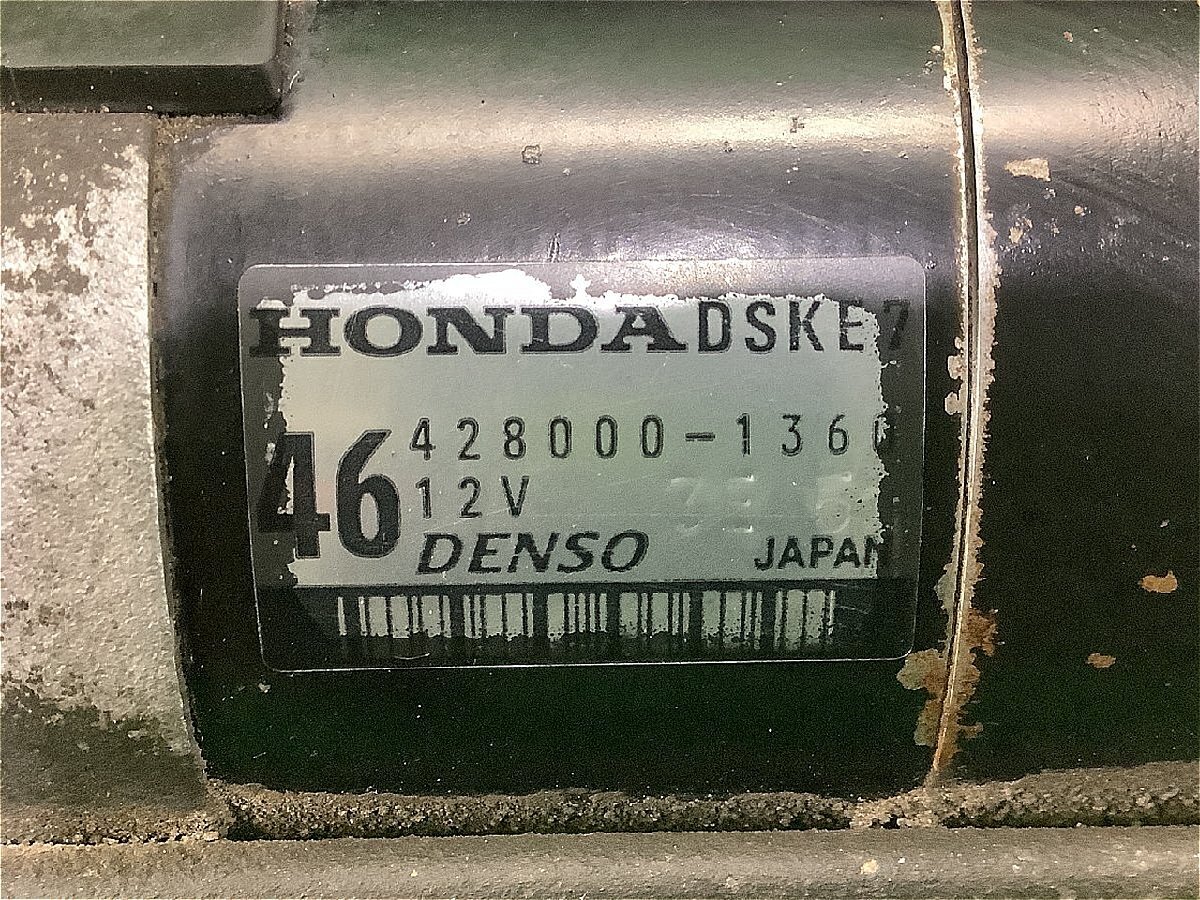 HONDA DSKE7
46
428000-136
12V
DENSO JAPAN